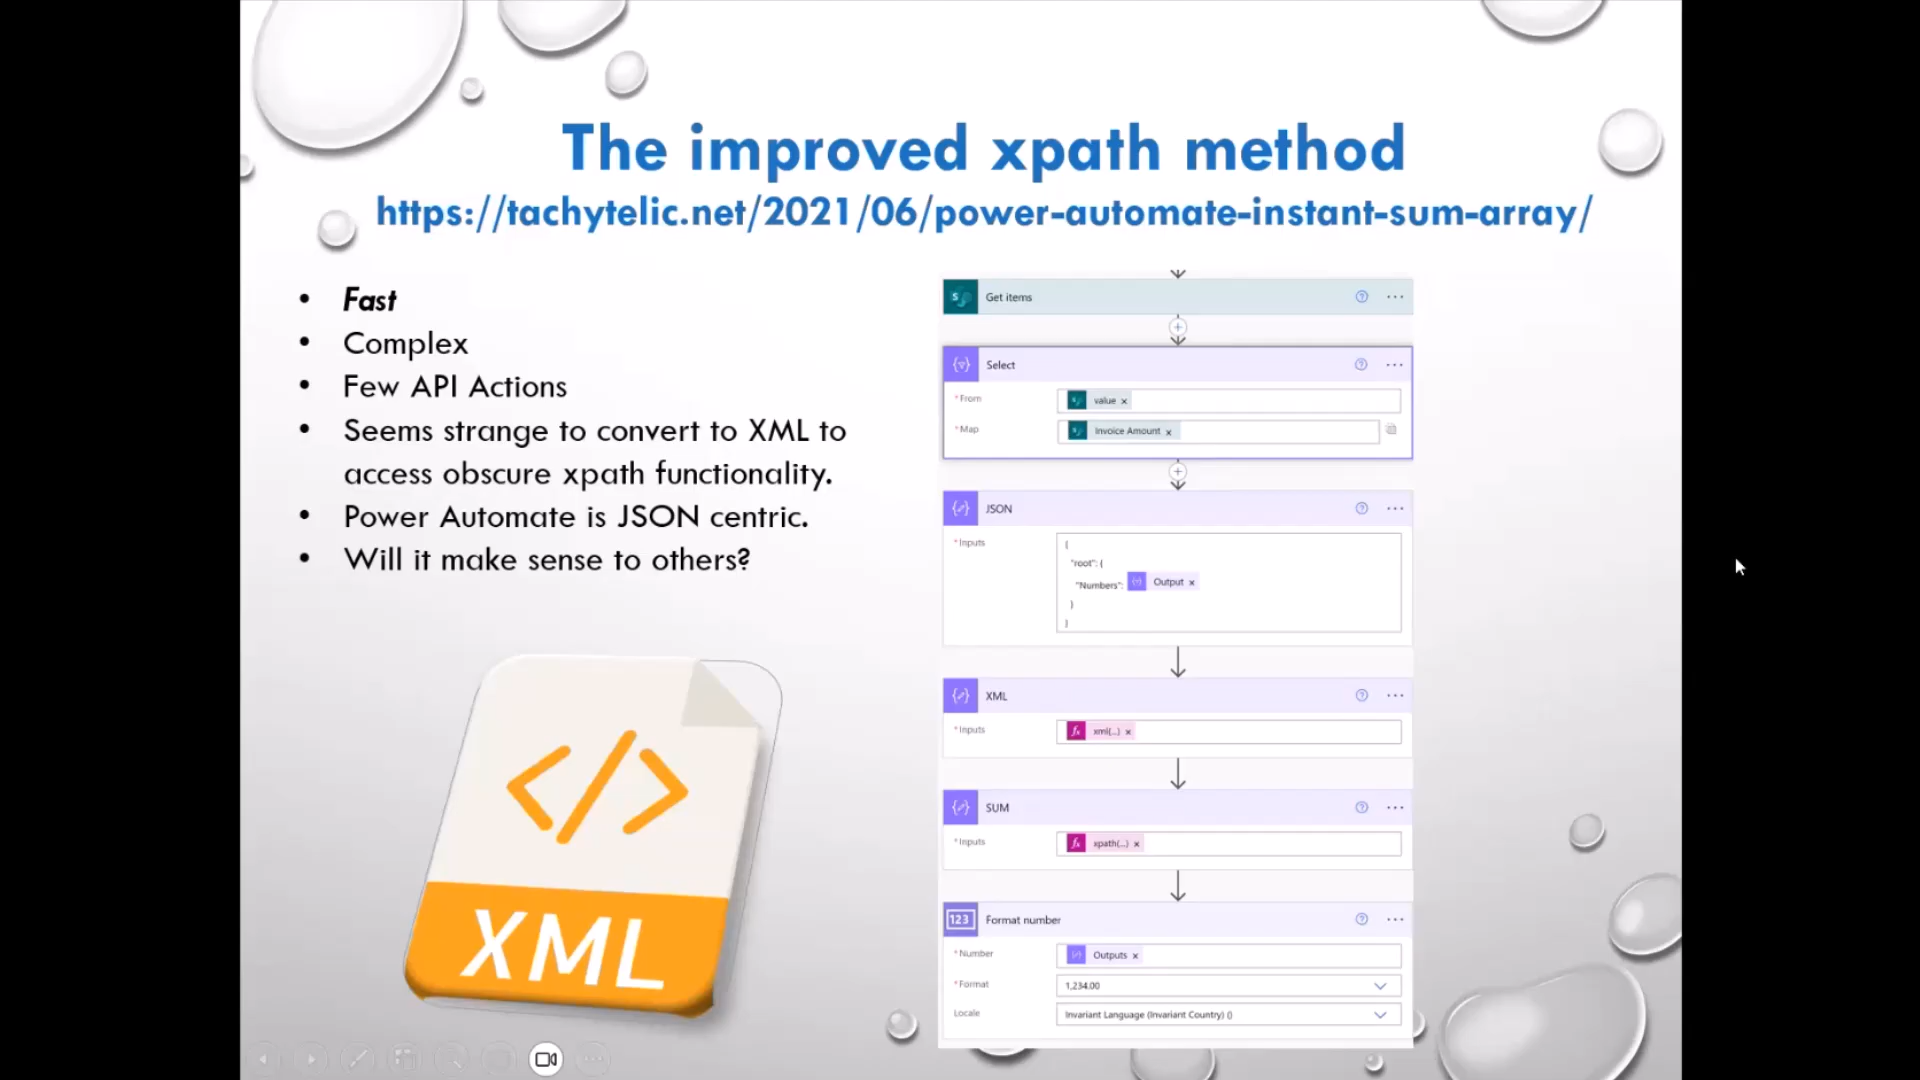 The improved xpath method
https://tachytelic.net/2021/06/power-automate-instant-sum-array/
• Fast
• Complex
• Few API Actions
• Seems strange to convert to XML to
access obscure xpath functionality.
• Power Automate is JSON centric.
• Will it make sense to others?
XML
Get items
Select
* From
value ×
* Map
Invoice Amount ×
JSON
* Inputs
{
"root": {
"Numbers": Output ×
}
}
XML
* Inputs
fx xml(...) ×
SUM
* Inputs
fx xpath(...) ×
123 Format number
* Number
Outputs ×
* Format
1,234.00
Locale
Invariant Language (Invariant Country) ()